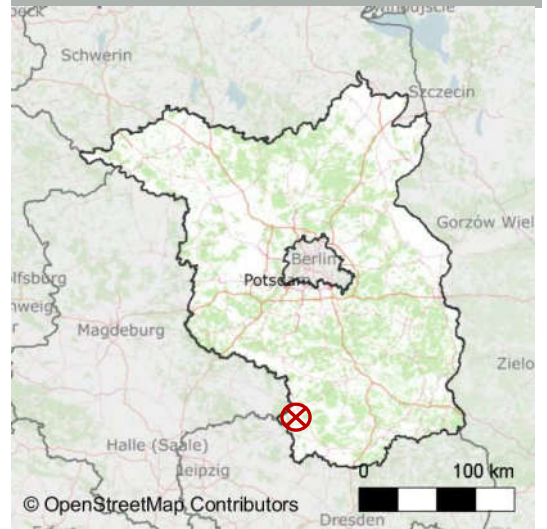 Schwerin
Szczecin
Gorzów Wiel
Berlin
Potsdam
Magdeburg
Zielo
Halle (Saale)
Leipzig
0 100 km
Dresden
© OpenStreetMap Contributors